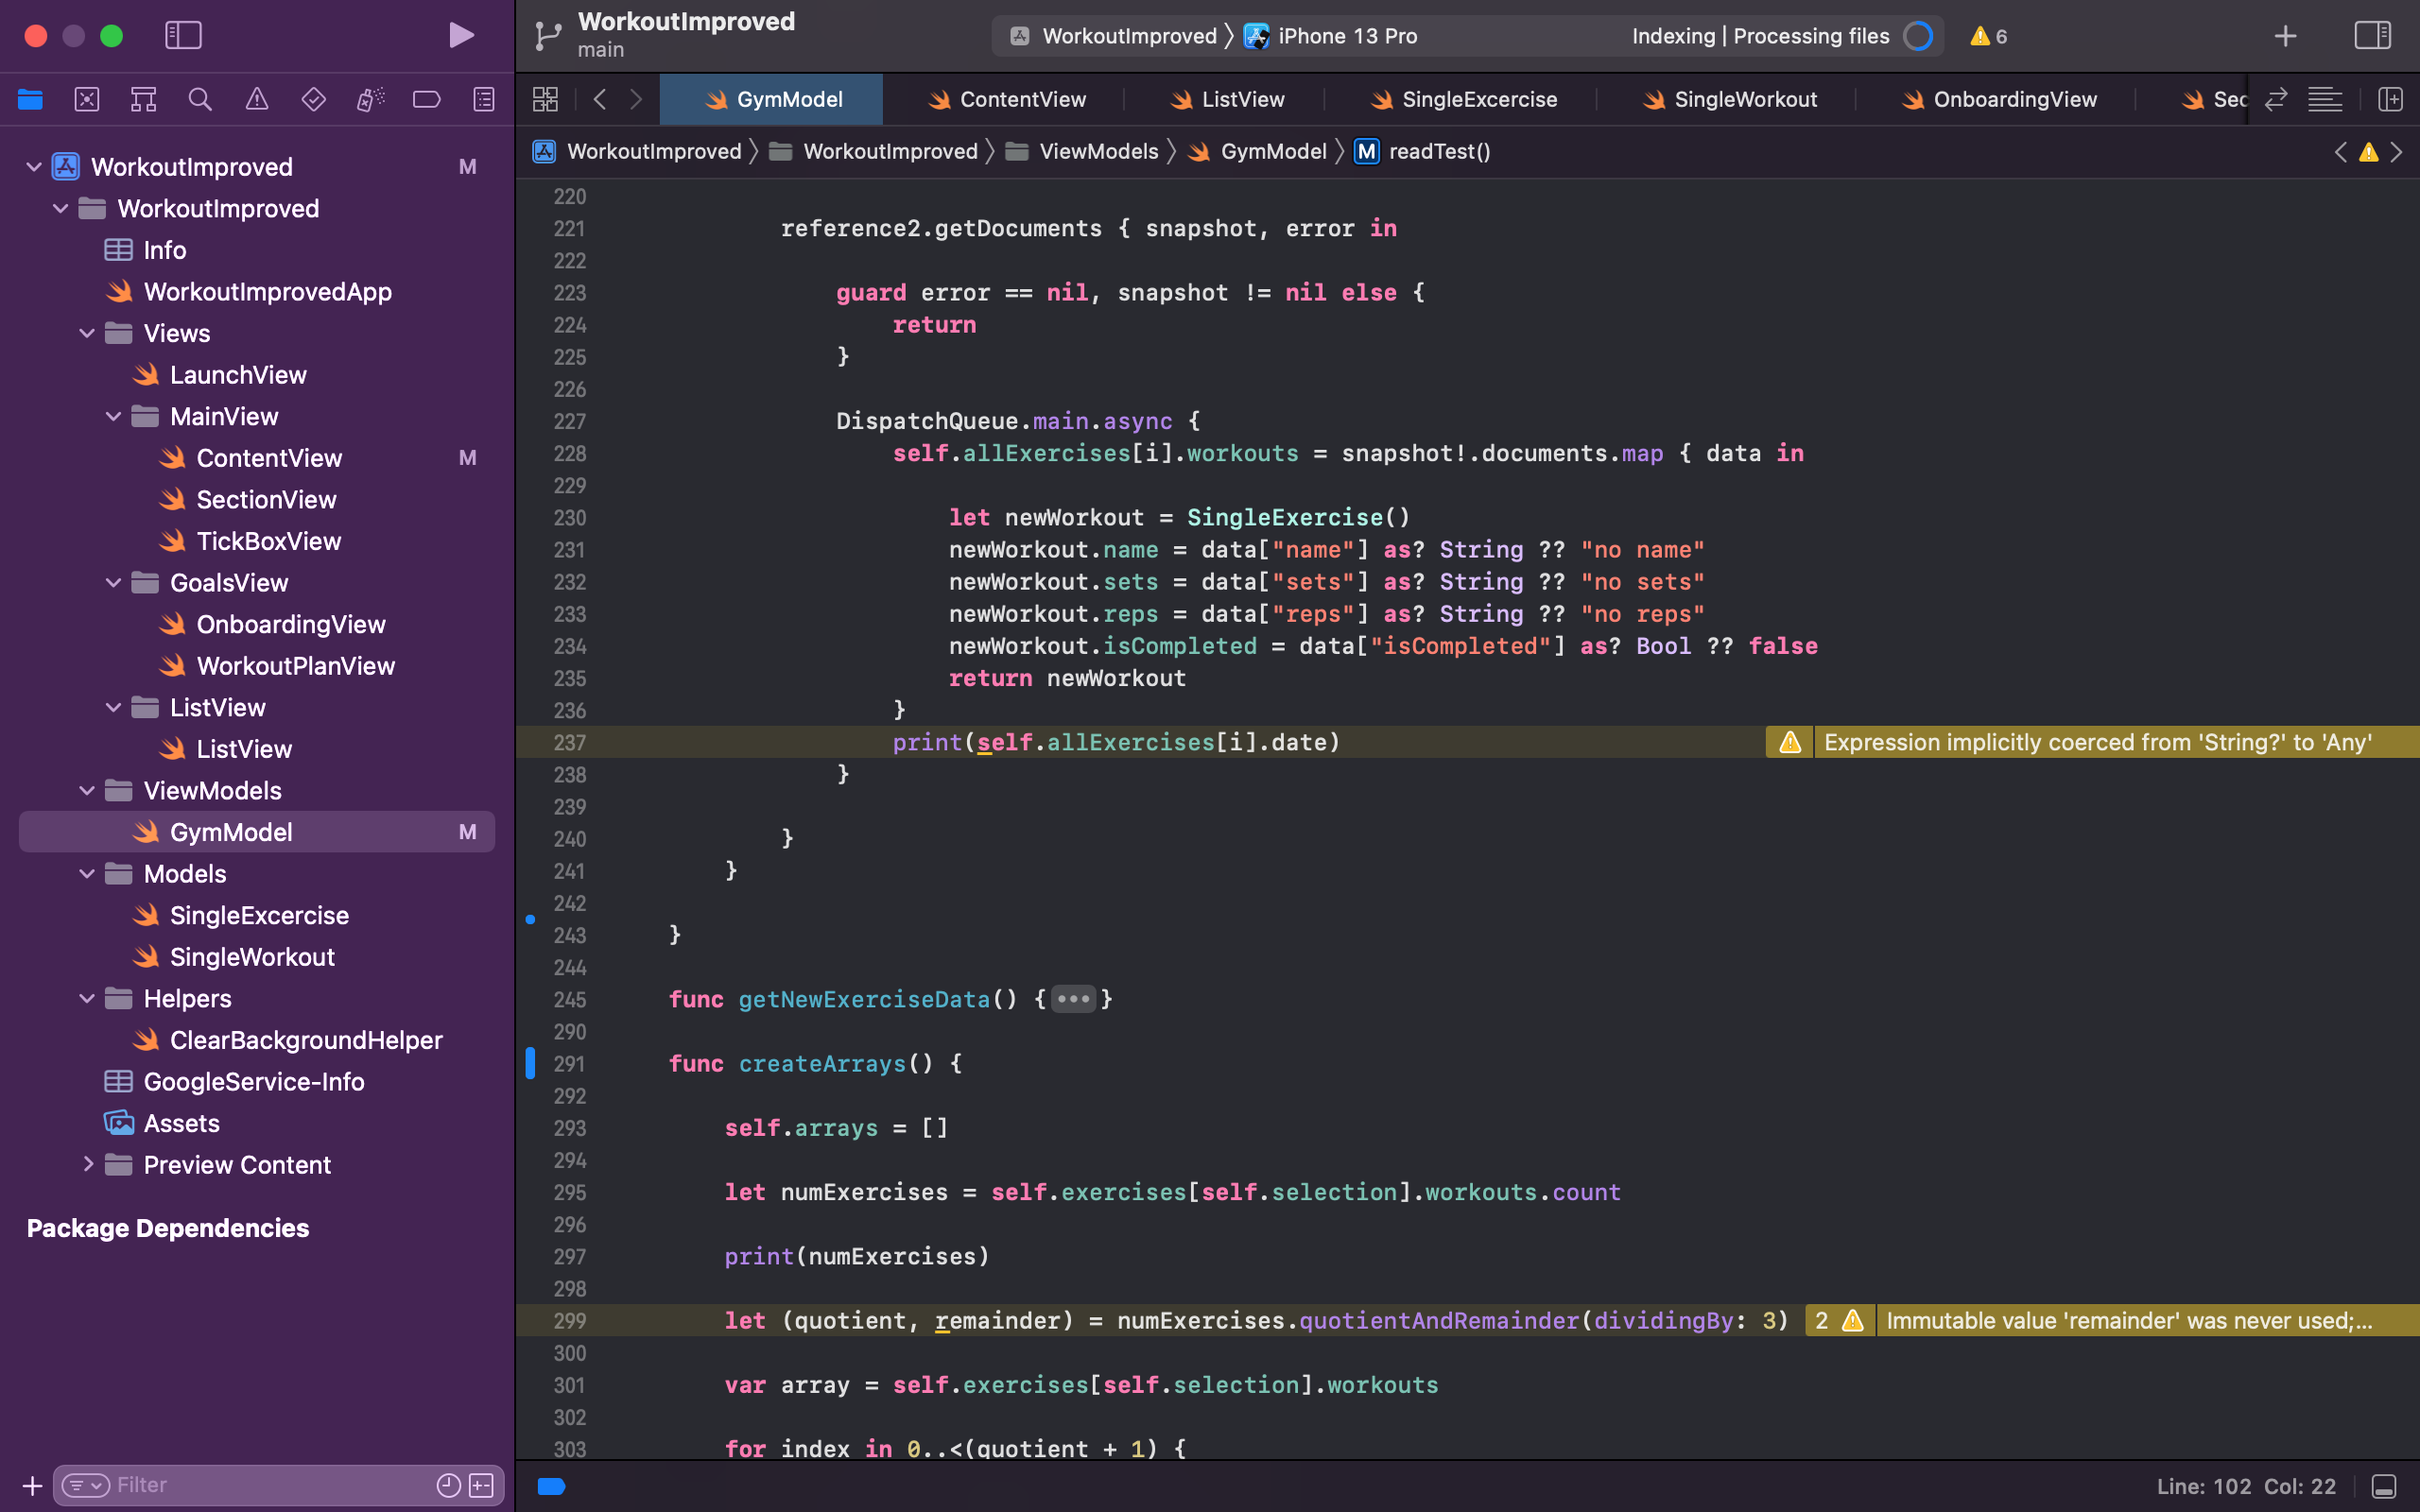 WorkoutImproved
main
WorkoutImproved
iPhone 13 Pro
Indexing | Processing files
6
GymModel
ContentView
ListView
SingleExcercise
SingleWorkout
OnboardingView
Sec
WorkoutImproved
WorkoutImproved
ViewModels
GymModel
M
readTest()
WorkoutImproved M
WorkoutImproved
Info
WorkoutImprovedApp
Views
LaunchView
MainView
ContentView M
SectionView
TickBoxView
GoalsView
OnboardingView
WorkoutPlanView
ListView
ListView
ViewModels
GymModel M
Models
SingleExcercise
SingleWorkout
Helpers
ClearBackgroundHelper
GoogleService-Info
Assets
Preview Content
Package Dependencies
Filter
220
221 reference2.getDocuments { snapshot, error in
222
223 guard error == nil, snapshot != nil else {
224 return
225 }
226
227 DispatchQueue.main.async {
228 self.allExercises[i].workouts = snapshot!.documents.map { data in
229
230 let newWorkout = SingleExercise()
231 newWorkout.name = data["name"] as? String ?? "no name"
232 newWorkout.sets = data["sets"] as? String ?? "no sets"
233 newWorkout.reps = data["reps"] as? String ?? "no reps"
234 newWorkout.isCompleted = data["isCompleted"] as? Bool ?? false
235 return newWorkout
236 }
237 print(self.allExercises[i].date) Expression implicitly coerced from 'String?' to 'Any'
238 }
239
240 }
241 }
242
243 }
244
245 func getNewExerciseData() {•••}
290
291 func createArrays() {
292
293 self.arrays = []
294
295 let numExercises = self.exercises[self.selection].workouts.count
296
297 print(numExercises)
298
299 let (quotient, remainder) = numExercises.quotientAndRemainder(dividingBy: 3) 2 Immutable value 'remainder' was never used;...
300
301 var array = self.exercises[self.selection].workouts
302
303 for index in 0..<(quotient + 1) {
Line: 102 Col: 22